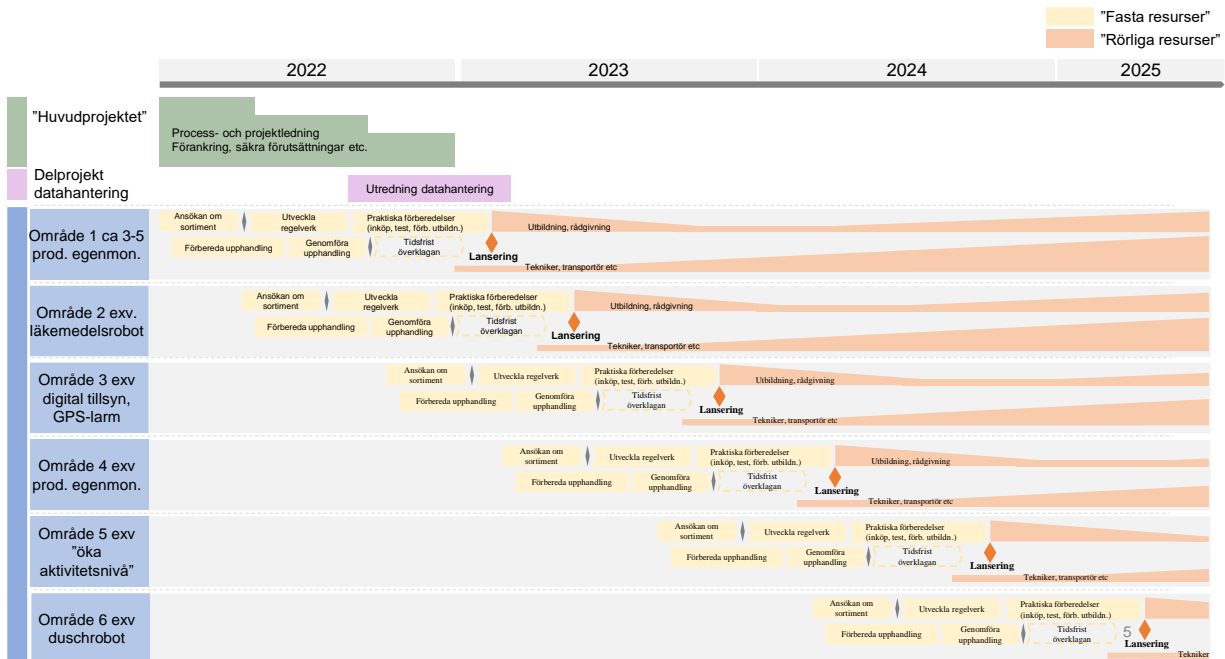 ”Fasta resurser”
”Rörliga resurser”
2022
2023
2024
2025
”Huvudprojektet”
Process- och projektledning
Förankring, säkra förutsättningar etc.
Delprojekt
datahantering
Utredning datahantering
Område 1 ca 3-5
prod. egenmon.
Ansökan om
sortiment
Utveckla
regelverk
Praktiska förberedelser
(inköp, test, förb. utbildn.)
Utbildning, rådgivning
Förbereda upphandling
Genomföra
upphandling
Tidsfrist
överklagan
Lansering
Tekniker, transportör etc
Område 2 exv.
läkemedelsrobot
Ansökan om
sortiment
Utveckla
regelverk
Praktiska förberedelser
(inköp, test, förb. utbildn.)
Utbildning, rådgivning
Förbereda upphandling
Genomföra
upphandling
Tidsfrist
överklagan
Lansering
Tekniker, transportör etc
Område 3 exv
digital tillsyn,
GPS-larm
Ansökan om
sortiment
Utveckla regelverk
Praktiska förberedelser
(inköp, test, förb. utbildn.)
Utbildning, rådgivning
Förbereda upphandling
Genomföra
upphandling
Tidsfrist
överklagan
Lansering
Tekniker, transportör etc
Område 4 exv
prod. egenmon.
Ansökan om
sortiment
Utveckla regelverk
Praktiska förberedelser
(inköp, test, förb. utbildn.)
Utbildning, rådgivning
Förbereda upphandling
Genomföra
upphandling
Tidsfrist
överklagan
Lansering
Tekniker, transportör etc
Område 5 exv
”öka
aktivitetsnivå”
Ansökan om
sortiment
Utveckla regelverk
Praktiska förberedelser
(inköp, test, förb. utbildn.)
Förbereda upphandling
Genomföra
upphandling
Tidsfrist
överklagan
Lansering
Tekniker, transportör etc
Område 6 exv
duschrobot
Ansökan om
sortiment
Utveckla regelverk
Praktiska förberedelser
(inköp, test, förb. utbildn.)
Förbereda upphandling
Genomföra
upphandling
Tidsfrist
överklagan
5
Lansering
Tekniker